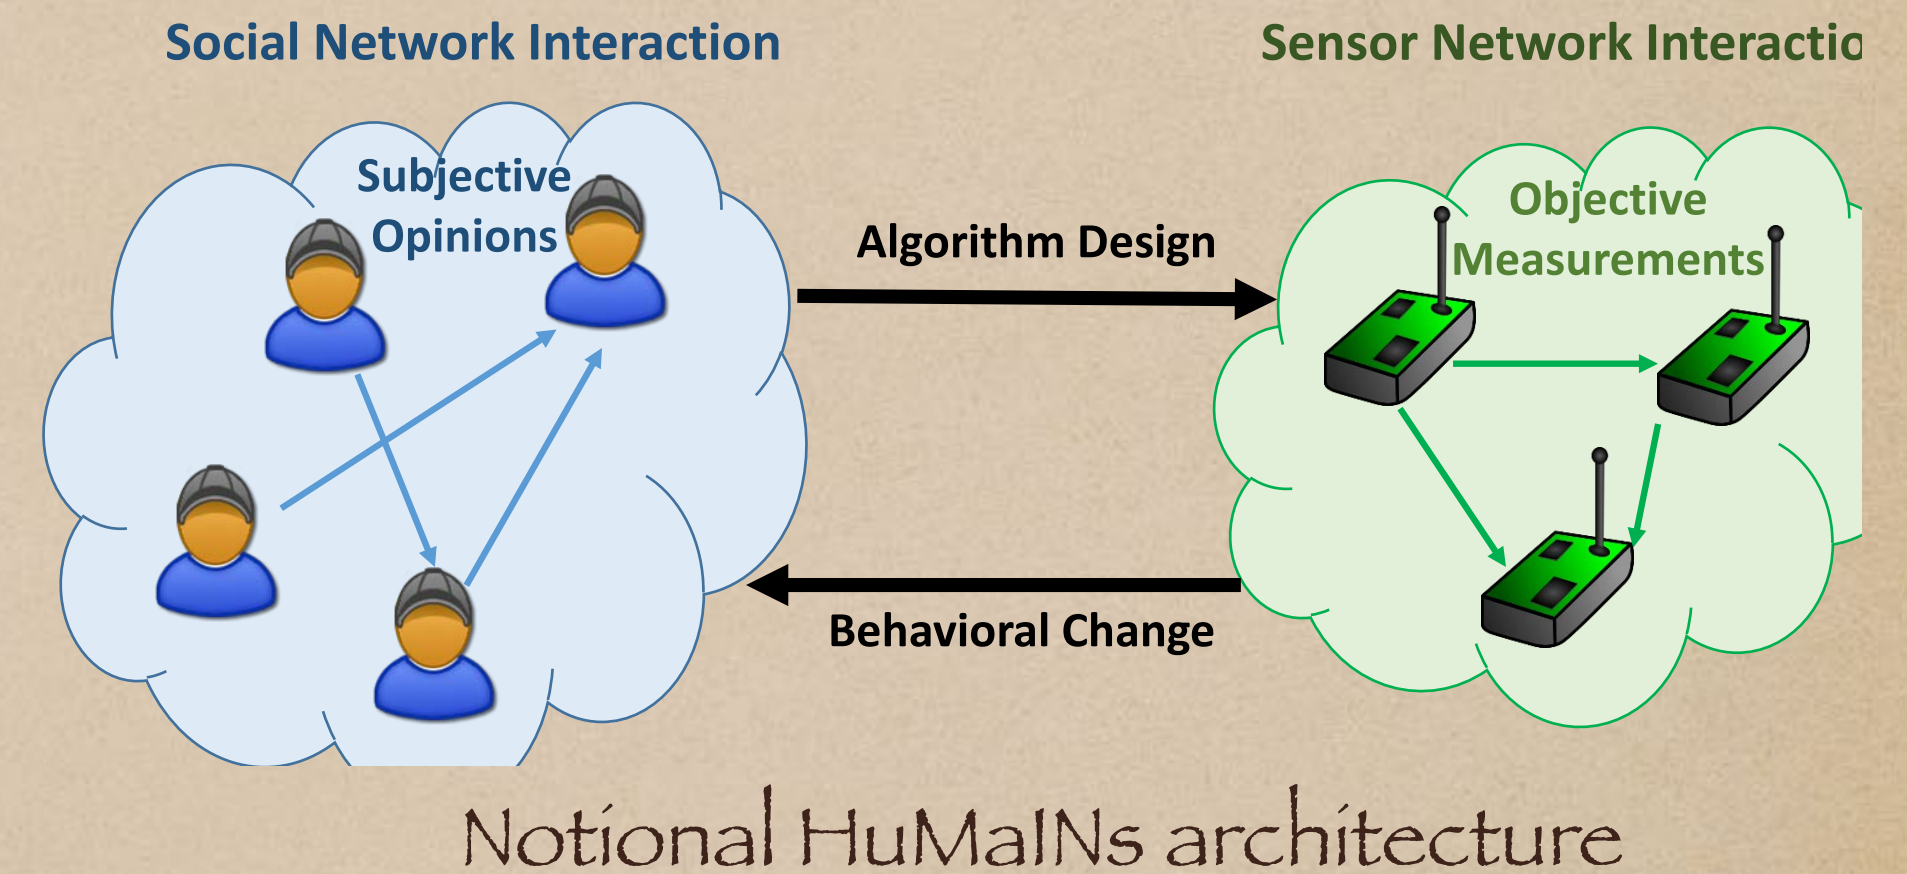 Social Network Interaction
Sensor Network Interactio
Subjective
Opinions
Algorithm Design
Objective
Measurements
Behavioral Change
Notional HuMaINs architecture